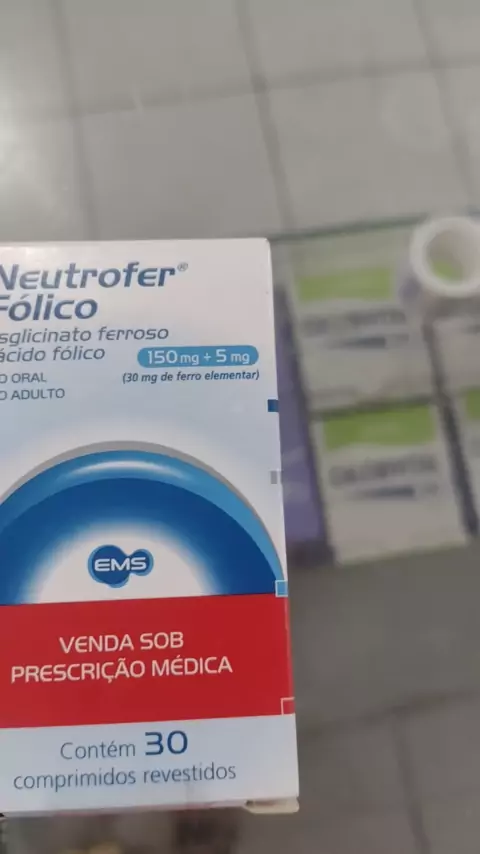 Neutrofer®
Fólico
sglicinato ferroso
ácido fólico
150 mg + 5 mg
O ORAL
(30 mg de ferro elementar)
O ADULTO
EMS
VENDA SOB
PRESCRIÇÃO MÉDICA
Contém 30
comprimidos revestidos